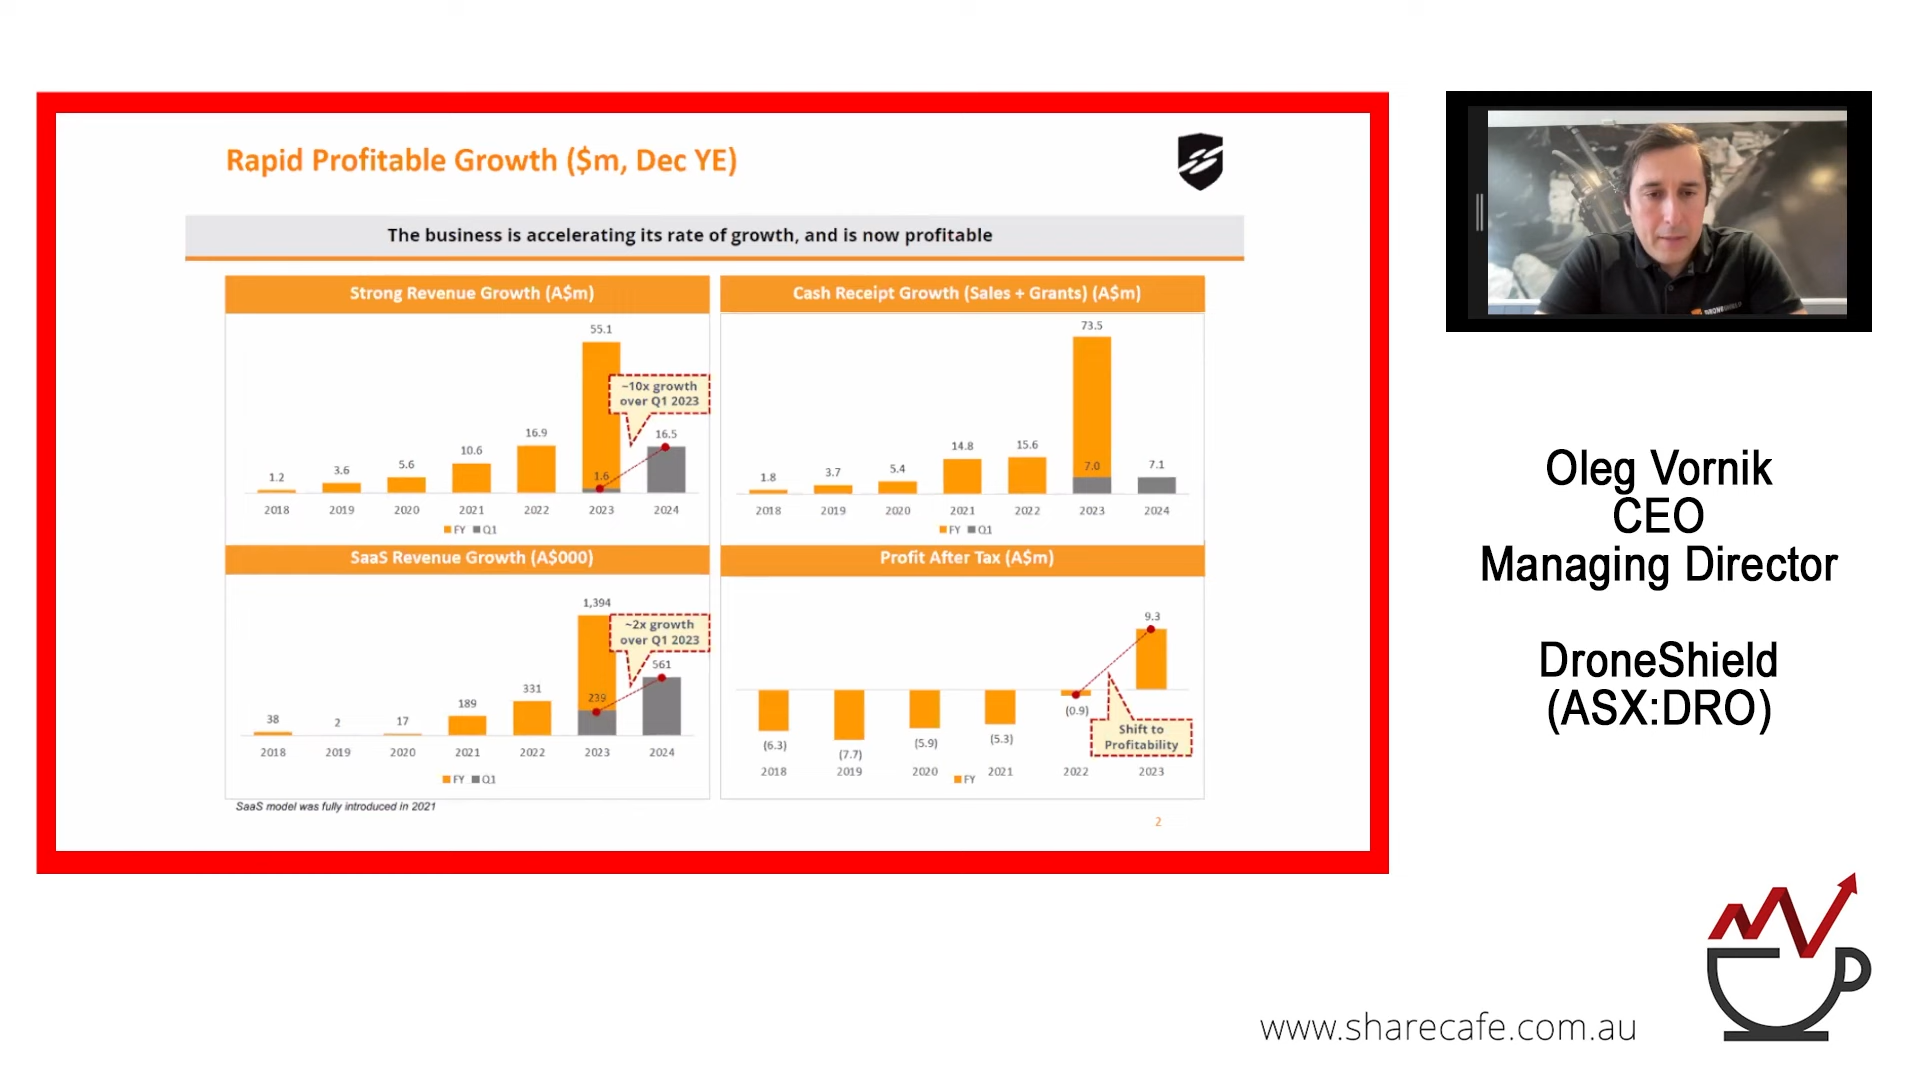 Rapid Profitable Growth ($m, Dec YE)
The business is accelerating its rate of growth, and is now profitable
Strong Revenue Growth (A$m)
55.1
~10x growth
over Q1 2023
16.9
16.5
10.6
5.6
3.6
1.2
1.6
2018 2019 2020 2021 2022 2023 2024
FY Q1
Cash Receipt Growth (Sales + Grants) (A$m)
73.5
14.8
15.6
7.0
7.1
5.4
3.7
1.8
2018 2019 2020 2021 2022 2023 2024
FY Q1
SaaS Revenue Growth (A$000)
1,394
~2x growth
over Q1 2023
561
331
239
189
38
2
17
2018 2019 2020 2021 2022 2023 2024
FY Q1
SaaS model was fully introduced in 2021
Profit After Tax (A$m)
9.3
(0.9)
Shift to
Profitability
(6.3)
(7.7)
(5.9)
(5.3)
2018 2019 2020 2021 2022 2023
FY
2
DRONESHIELD
Oleg Vornik
CEO
Managing Director
DroneShield
(ASX:DRO)
www.sharecafe.com.au